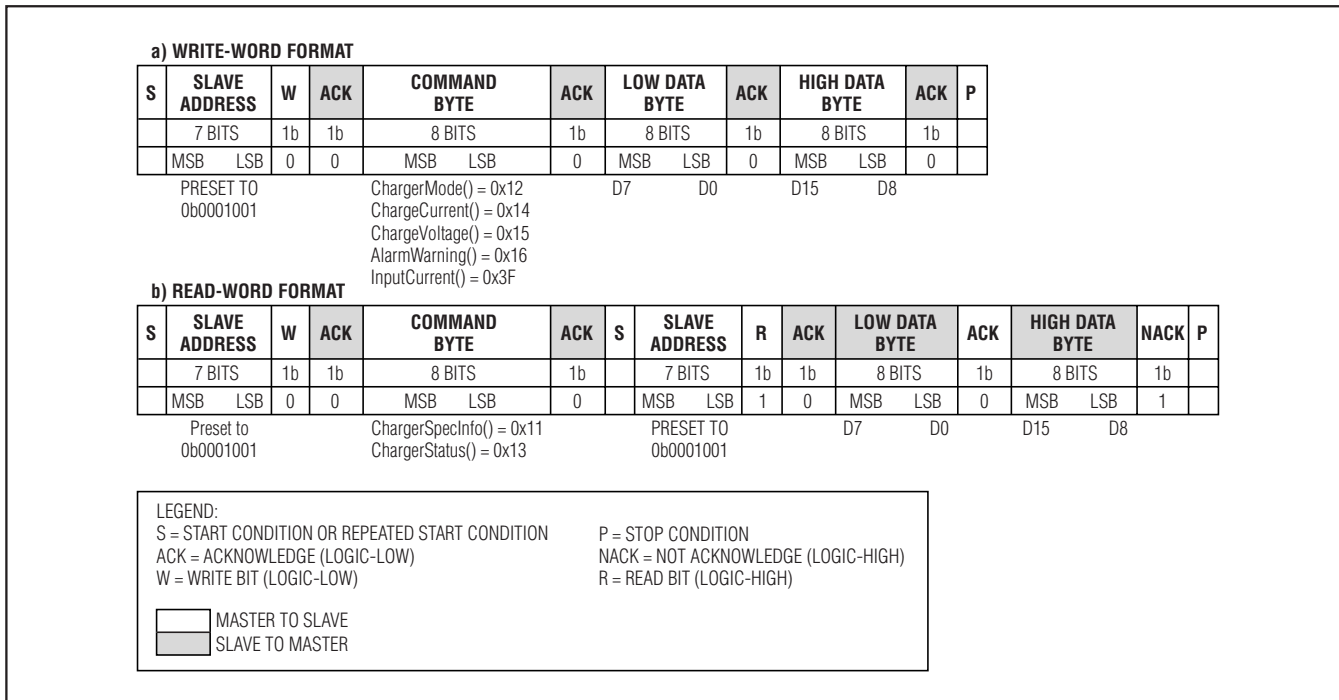 a) WRITE-WORD FORMAT
S SLAVE ADDRESS W ACK COMMAND BYTE ACK LOW DATA BYTE ACK HIGH DATA BYTE ACK P
7 BITS 1b 1b 8 BITS 1b 8 BITS 1b 8 BITS 1b
MSB LSB 0 0 MSB LSB 0 MSB LSB 0 MSB LSB 0
PRESET TO 0b0001001
ChargerMode() = 0x12
ChargeCurrent() = 0x14
ChargeVoltage() = 0x15
AlarmWarning() = 0x16
InputCurrent() = 0x3F
D7 D0 D15 D8
b) READ-WORD FORMAT
S SLAVE ADDRESS W ACK COMMAND BYTE ACK S SLAVE ADDRESS R ACK LOW DATA BYTE ACK HIGH DATA BYTE NACK P
7 BITS 1b 1b 8 BITS 1b 7 BITS 1b 1b 8 BITS 1b 8 BITS 1b
MSB LSB 0 0 MSB LSB 0 MSB LSB 1 0 MSB LSB 0 MSB LSB 1
Preset to 0b0001001
ChargerSpecInfo() = 0x11
ChargerStatus() = 0x13
PRESET TO 0b0001001
D7 D0 D15 D8
LEGEND:
S = START CONDITION OR REPEATED START CONDITION
ACK = ACKNOWLEDGE (LOGIC-LOW)
W = WRITE BIT (LOGIC-LOW)
P = STOP CONDITION
NACK = NOT ACKNOWLEDGE (LOGIC-HIGH)
R = READ BIT (LOGIC-HIGH)
MASTER TO SLAVE
SLAVE TO MASTER